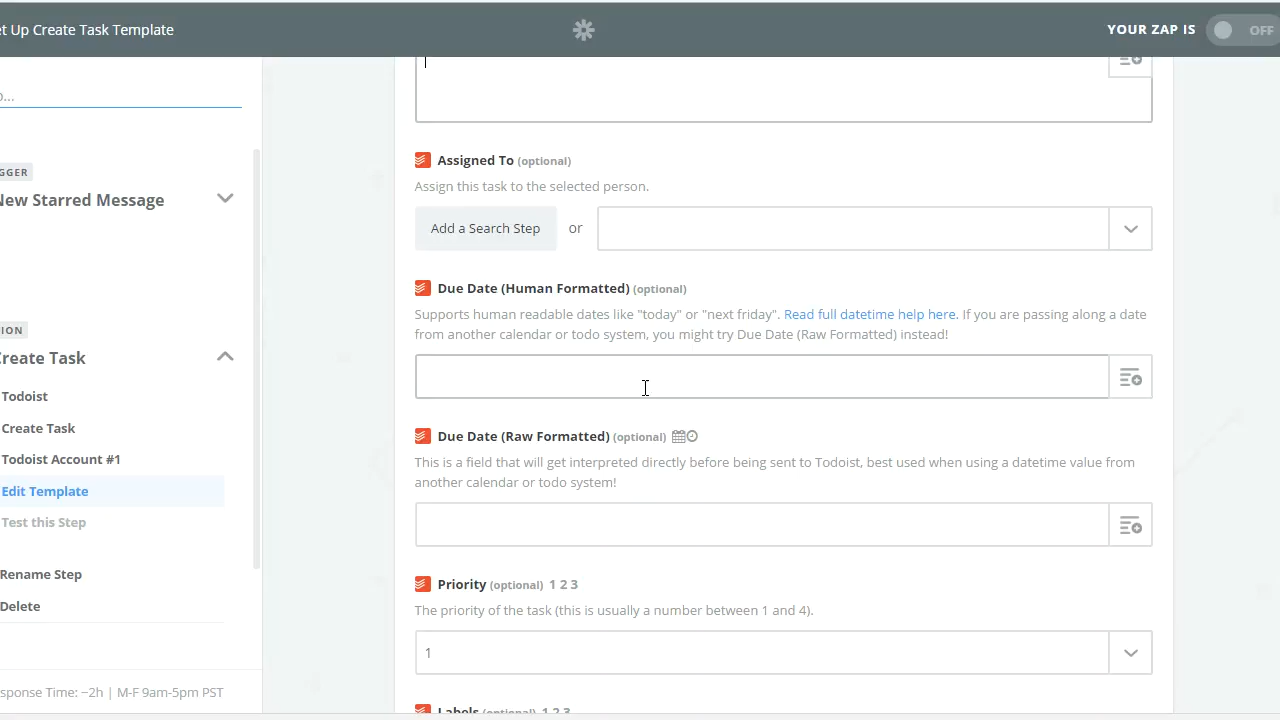 et Up Create Task Template
YOUR ZAP IS
OFF
o...
GGER
New Starred Message
ION
Create Task
Todoist
Create Task
Todoist Account #1
Edit Template
Test this Step
Rename Step
Delete
sponse Time: ~2h | M-F 9am-5pm PST
Assigned To (optional)
Assign this task to the selected person.
Add a Search Step or
Due Date (Human Formatted) (optional)
Supports human readable dates like "today" or "next friday". Read full datetime help here. If you are passing along a date
from another calendar or todo system, you might try Due Date (Raw Formatted) instead!
Due Date (Raw Formatted) (optional)
This is a field that will get interpreted directly before being sent to Todoist, best used when using a datetime value from
another calendar or todo system!
Priority (optional) 1 2 3
The priority of the task (this is usually a number between 1 and 4).
1
Labels (optional) 1 2 3